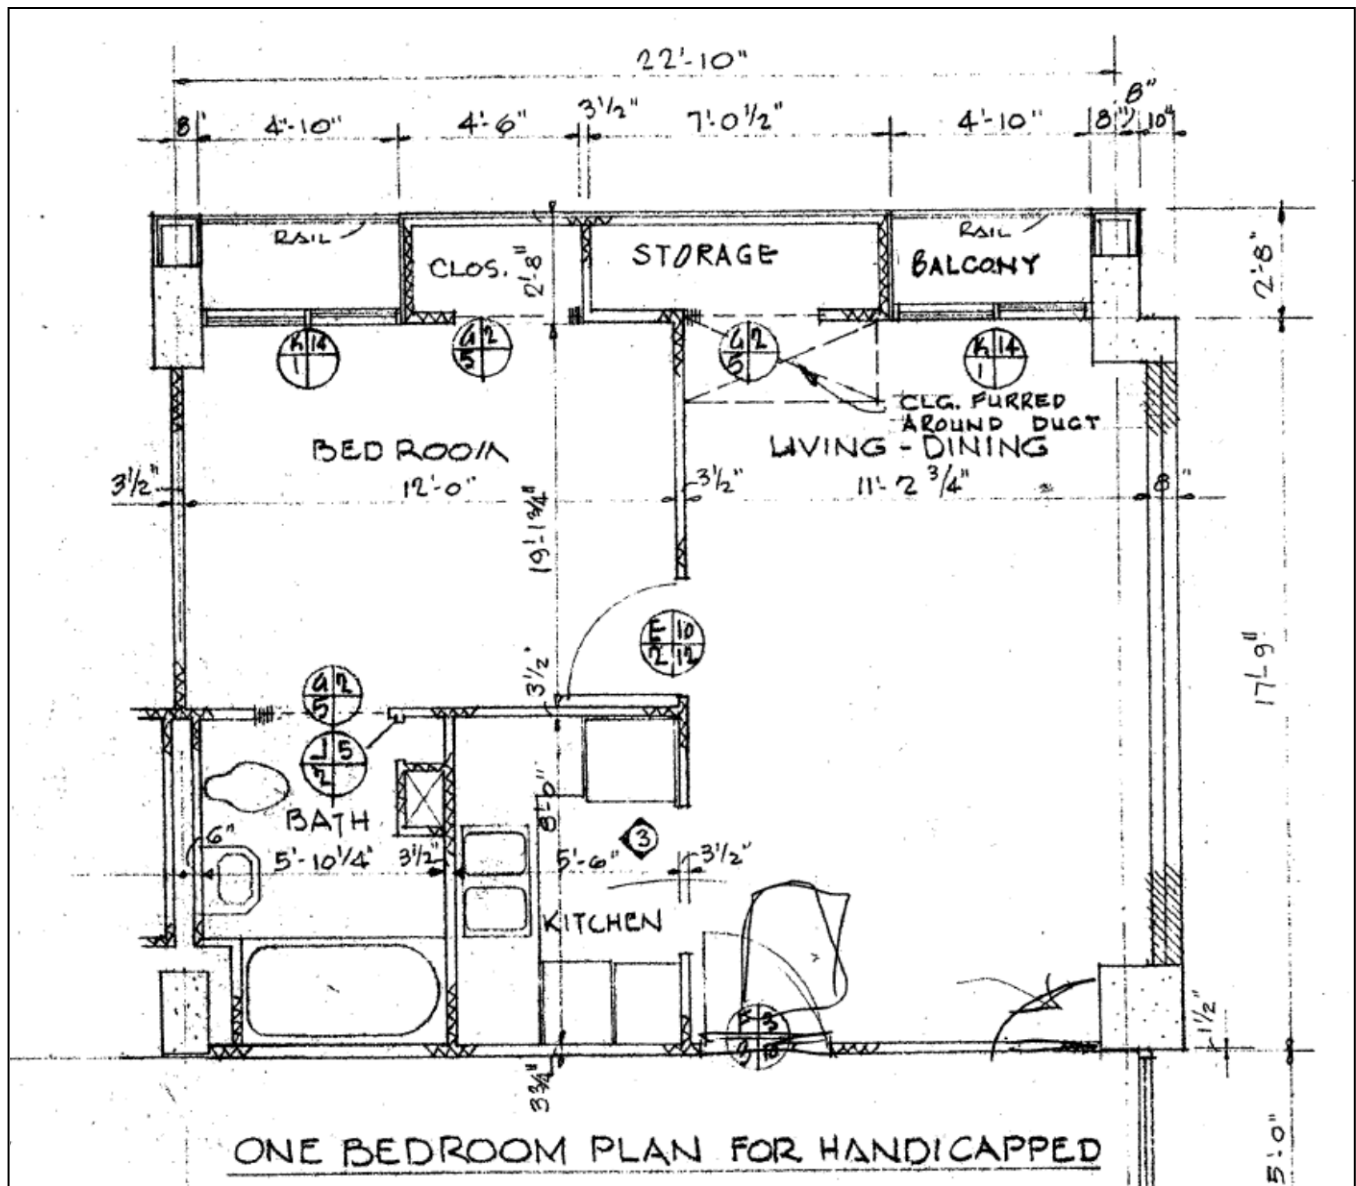 22'-10"
8"
8" 4'-10" 4'-6" 3½" 7'-0½" 4'-10" 8" 10"
RAIL RAIL
CLOS. 2'-8" STORAGE BALCONY 2'-8"
K 14 1
G 2 5
G 2 5
K 14 1
CLG. FURRED
AROUND DUCT
BEDROOM LIVING - DINING
3½" 12'-0" 3½" 11'-2 ¾" 8"
19'-1¾"
E 10 2 12
17'-9"
3½"
G 2 5
J 5 2
BATH 8'-0" 3
6" 5'-10¼" 3½" 5'-6" 3½"
KITCHEN
1½"
3¾"
ONE BEDROOM PLAN FOR HANDICAPPED
5'-0"